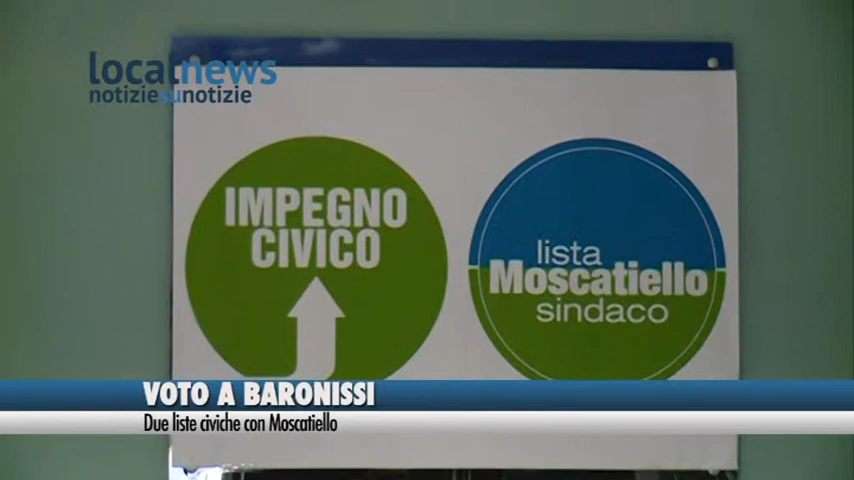 localnews
notiziesunotizie
IMPEGNO
CIVICO
lista
Moscatiello
sindaco
VOTO A BARONISSI
Due liste civiche con Moscatiello